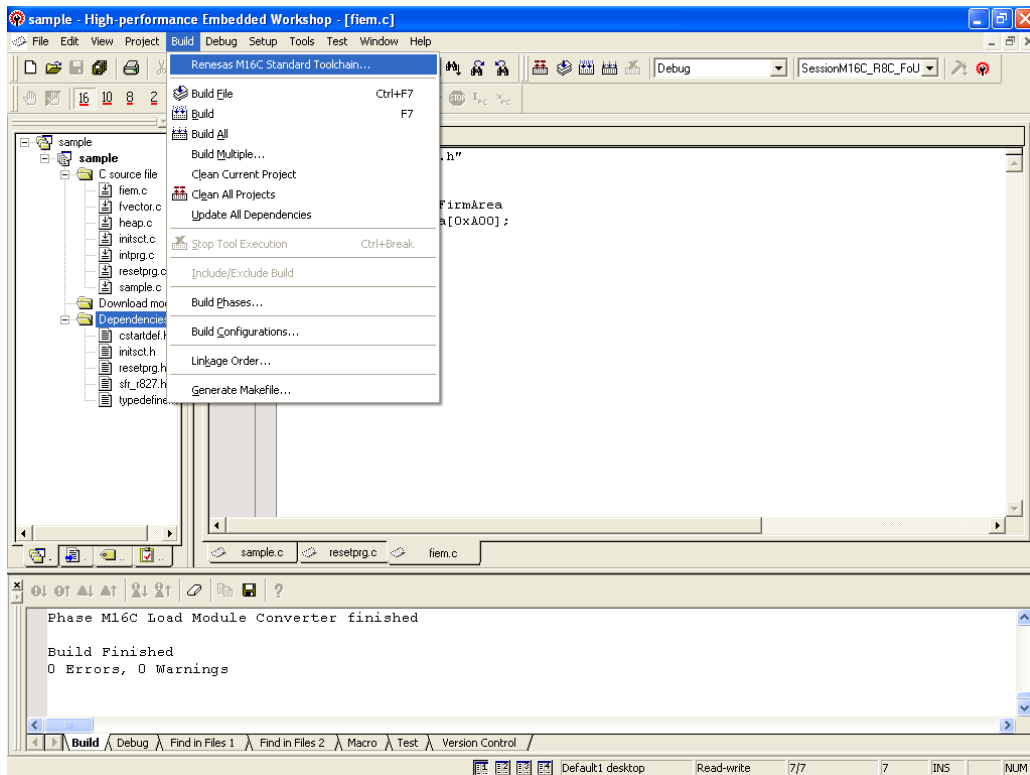 sample - High-performance Embedded Workshop - [fiem.c]
File Edit View Project Build Debug Setup Tools Test Window Help
Debug
SessionM16C_R8C_FoU
16 10 8 2
Renesas M16C Standard Toolchain...
Build File Ctrl+F7
Build F7
Build All
Build Multiple...
Clean Current Project
Clean All Projects
Update All Dependencies
Stop Tool Execution Ctrl+Break
Include/Exclude Build
Build Phases...
Build Configurations...
Linkage Order...
Generate Makefile...
sample
sample
C source file
fiem.c
fvector.c
heap.c
initsct.c
intprg.c
resetprg.c
sample.c
Download mo
Dependencies
cstartdef.h
initsct.h
resetprg.h
sfr_r827.h
typedefine.
.h"
FirmArea
a[0xA00];
sample.c resetprg.c fiem.c
Phase M16C Load Module Converter finished
Build Finished
0 Errors, 0 Warnings
Build Debug Find in Files 1 Find in Files 2 Macro Test Version Control
Default1 desktop Read-write 7/7 7 INS NUM